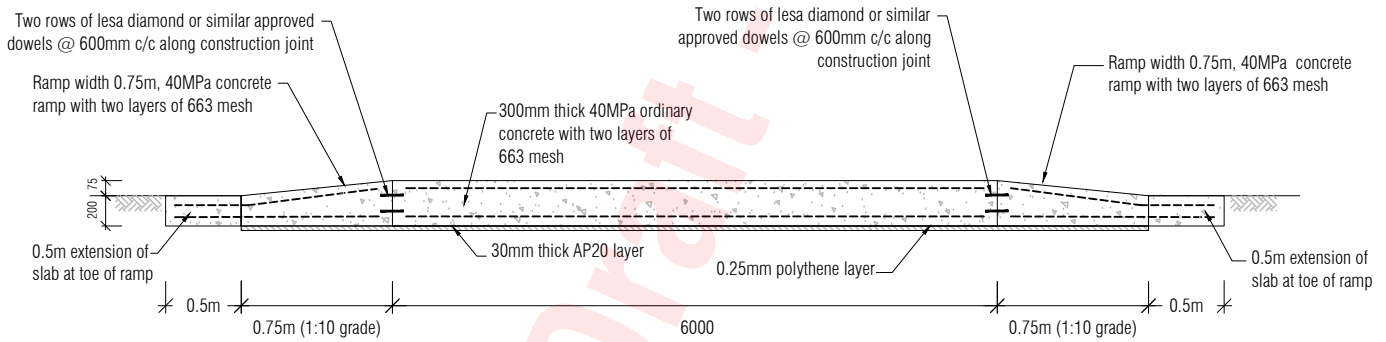 Two rows of lesa diamond or similar approved
dowels @ 600mm c/c along construction joint
Ramp width 0.75m, 40MPa concrete
ramp with two layers of 663 mesh
300mm thick 40MPa ordinary
concrete with two layers of
663 mesh
Two rows of lesa diamond or similar
approved dowels @ 600mm c/c along
construction joint
Ramp width 0.75m, 40MPa concrete
ramp with two layers of 663 mesh
75
200
0.5m extension of
slab at toe of ramp
30mm thick AP20 layer
0.25mm polythene layer
0.5m extension of
slab at toe of ramp
0.5m
0.75m (1:10 grade)
6000
0.75m (1:10 grade)
0.5m
Draft -